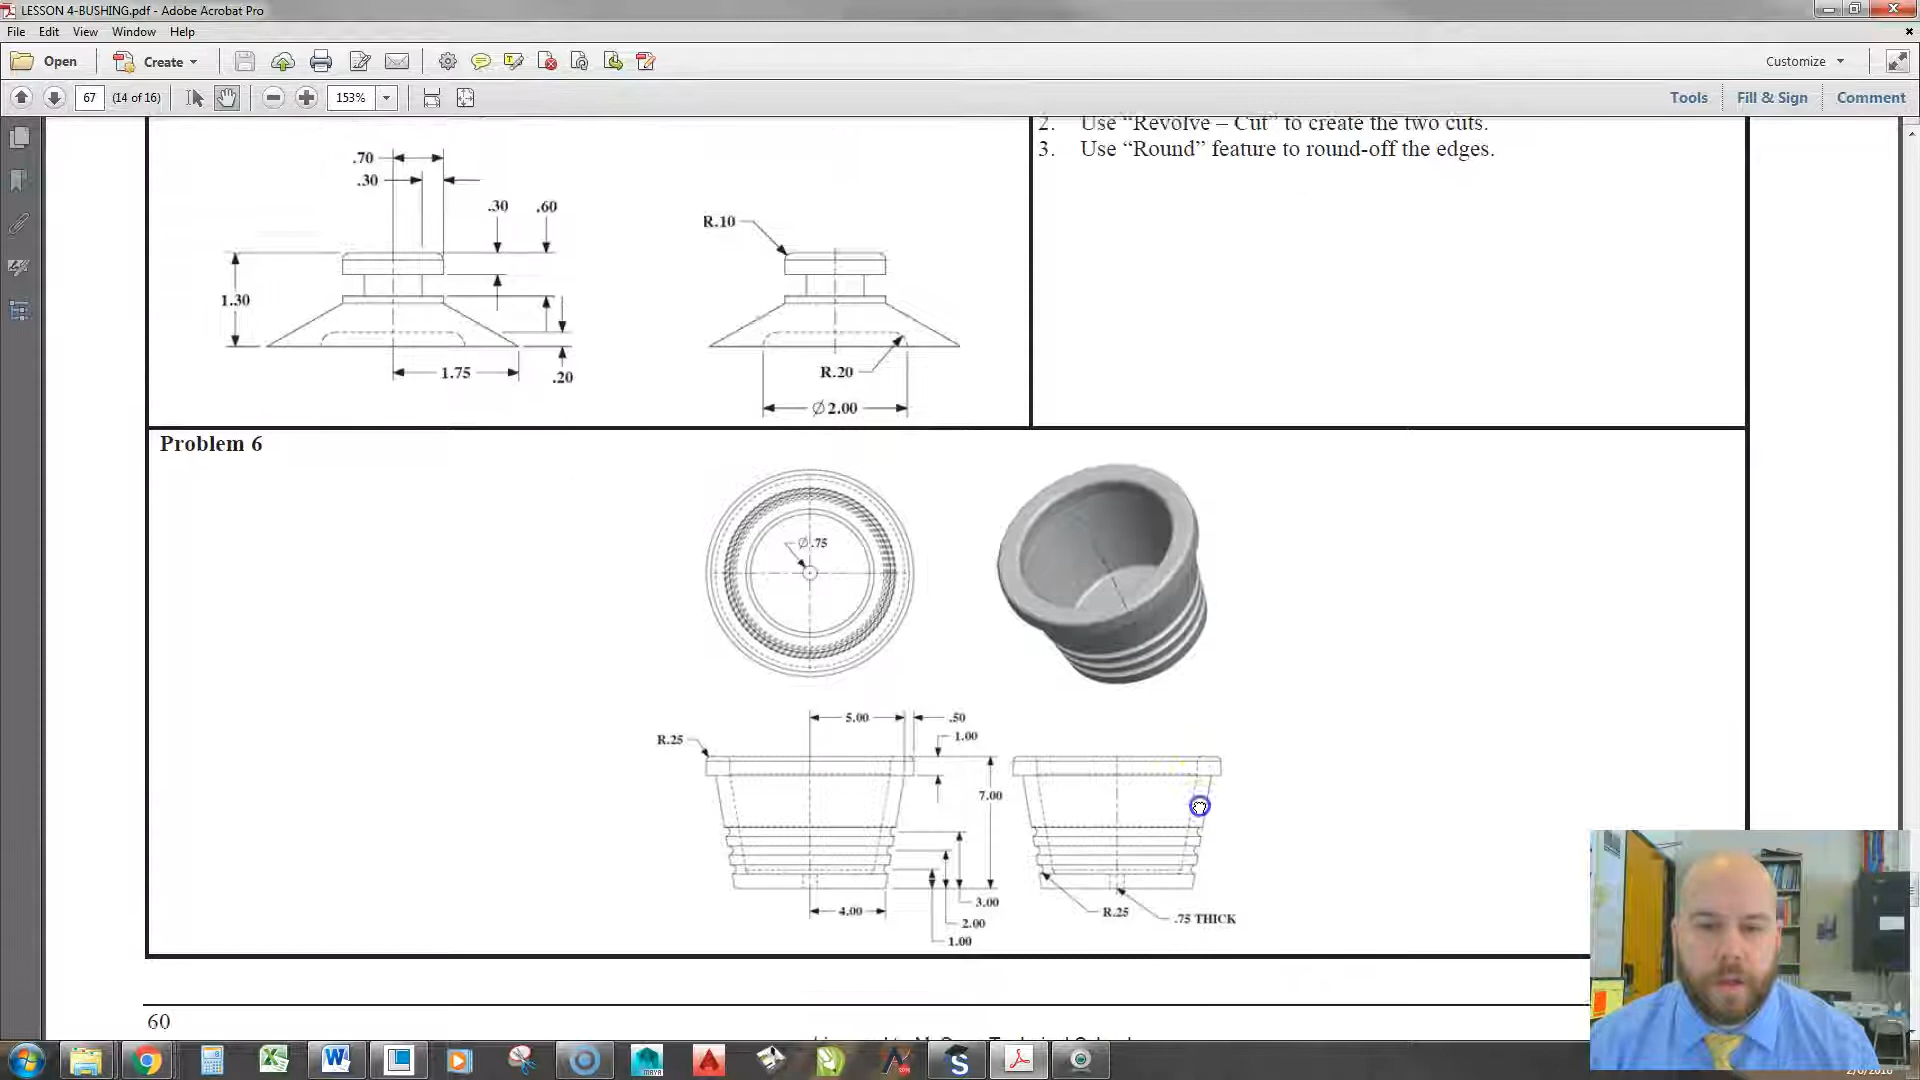 LESSON 4-BUSHING.pdf - Adobe Acrobat Pro
File Edit View Window Help
Open Create Customize
67 (14 of 16) 153% Tools Fill & Sign Comment
2. Use “Revolve – Cut” to create the two cuts.
3. Use “Round” feature to round-off the edges.
.70
.30
.30 .60
R.10
1.30
1.75
.20
R.20
Ø2.00
Problem 6
Ø.75
5.00 .50
R.25 1.00
7.00
3.00
4.00 R.25 .75 THICK
2.00
1.00
60